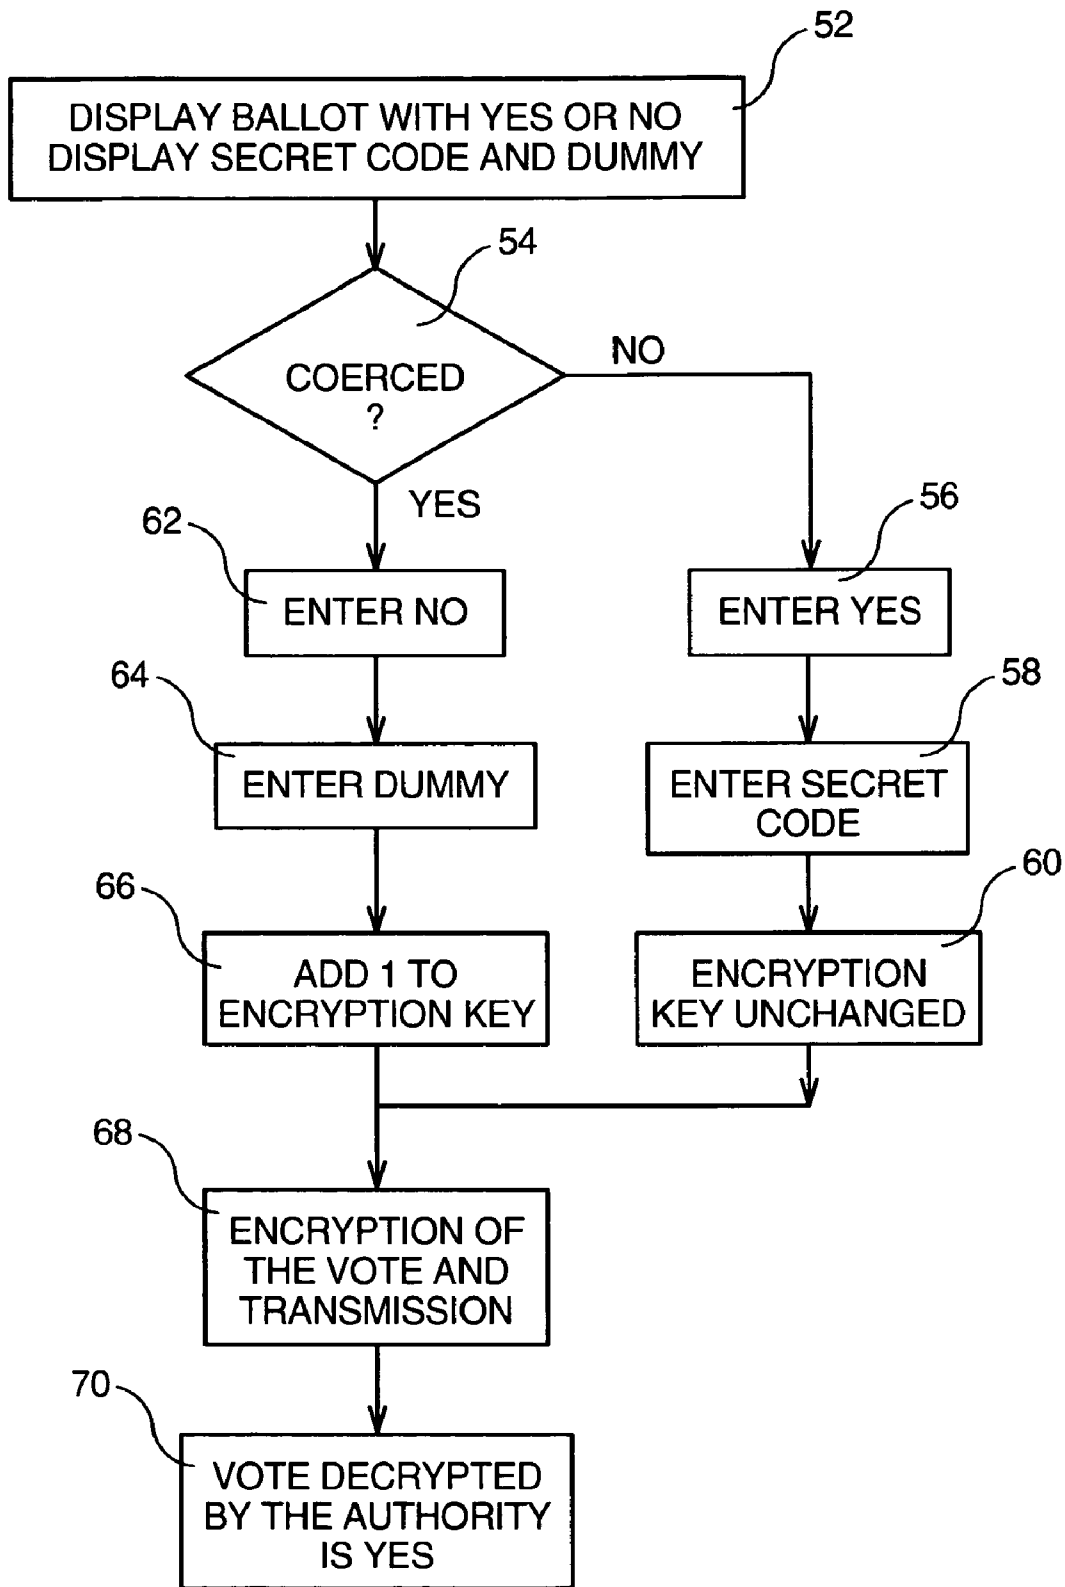 52
DISPLAY BALLOT WITH YES OR NO
DISPLAY SECRET CODE AND DUMMY
54
COERCED
?
NO
YES
62
ENTER NO
56
ENTER YES
64
ENTER DUMMY
58
ENTER SECRET
CODE
66
ADD 1 TO
ENCRYPTION KEY
60
ENCRYPTION
KEY UNCHANGED
68
ENCRYPTION OF
THE VOTE AND
TRANSMISSION
70
VOTE DECRYPTED
BY THE AUTHORITY
IS YES